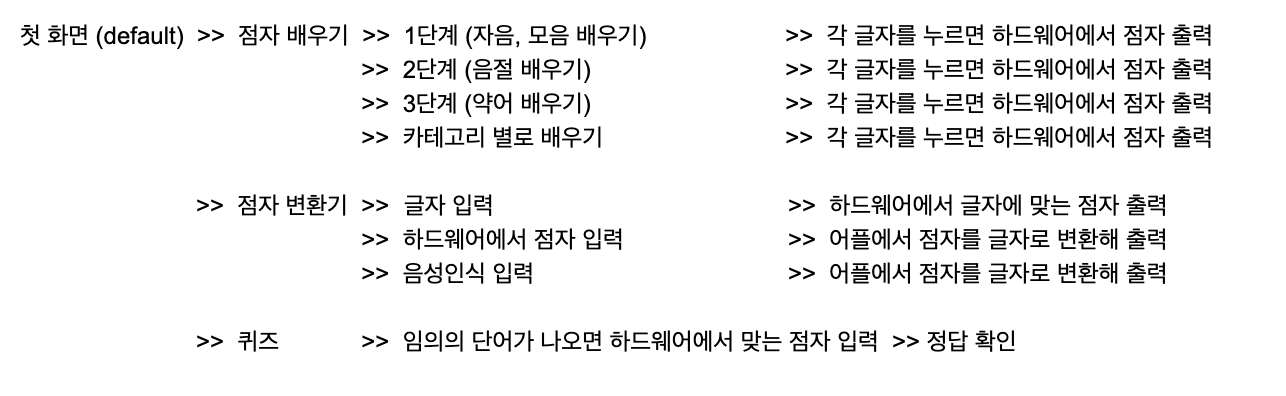 첫 화면 (default) >> 점자 배우기 >> 1단계 (자음, 모음 배우기) >> 각 글자를 누르면 하드웨어에서 점자 출력
>> 2단계 (음절 배우기) >> 각 글자를 누르면 하드웨어에서 점자 출력
>> 3단계 (약어 배우기) >> 각 글자를 누르면 하드웨어에서 점자 출력
>> 카테고리 별로 배우기 >> 각 글자를 누르면 하드웨어에서 점자 출력
>> 점자 변환기 >> 글자 입력 >> 하드웨어에서 글자에 맞는 점자 출력
>> 하드웨어에서 점자 입력 >> 어플에서 점자를 글자로 변환해 출력
>> 음성인식 입력 >> 어플에서 점자를 글자로 변환해 출력
>> 퀴즈 >> 임의의 단어가 나오면 하드웨어에서 맞는 점자 입력 >> 정답 확인